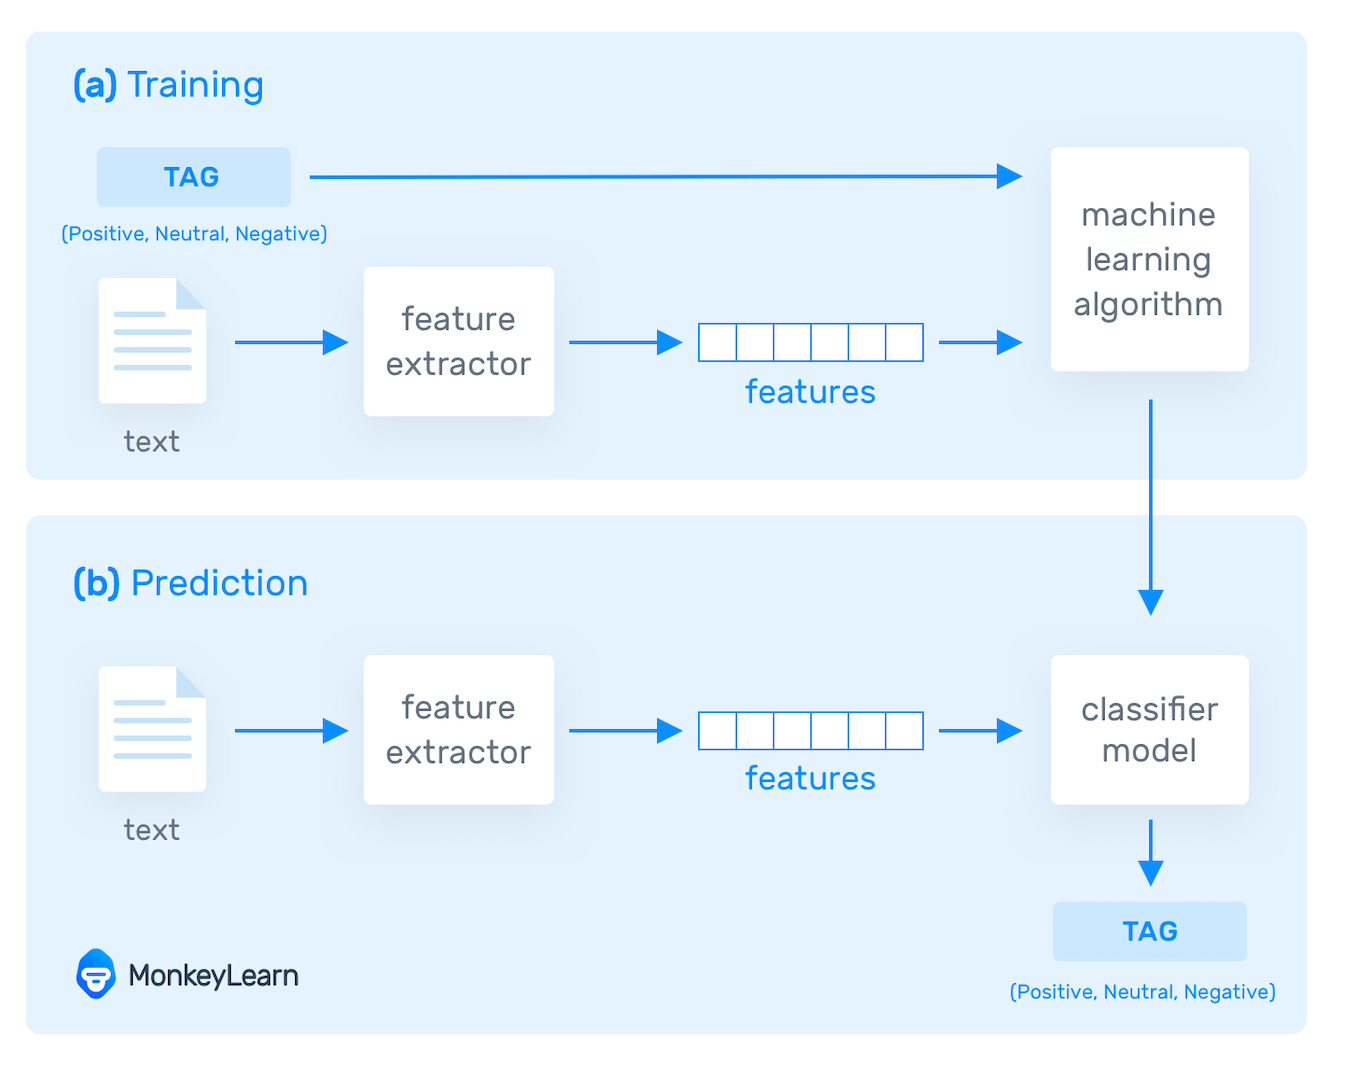 (a) Training
TAG
(Positive, Neutral, Negative)
machine
learning
algorithm
feature
extractor
features
text
(b) Prediction
feature
extractor
features
classifier
model
text
TAG
(Positive, Neutral, Negative)
MonkeyLearn